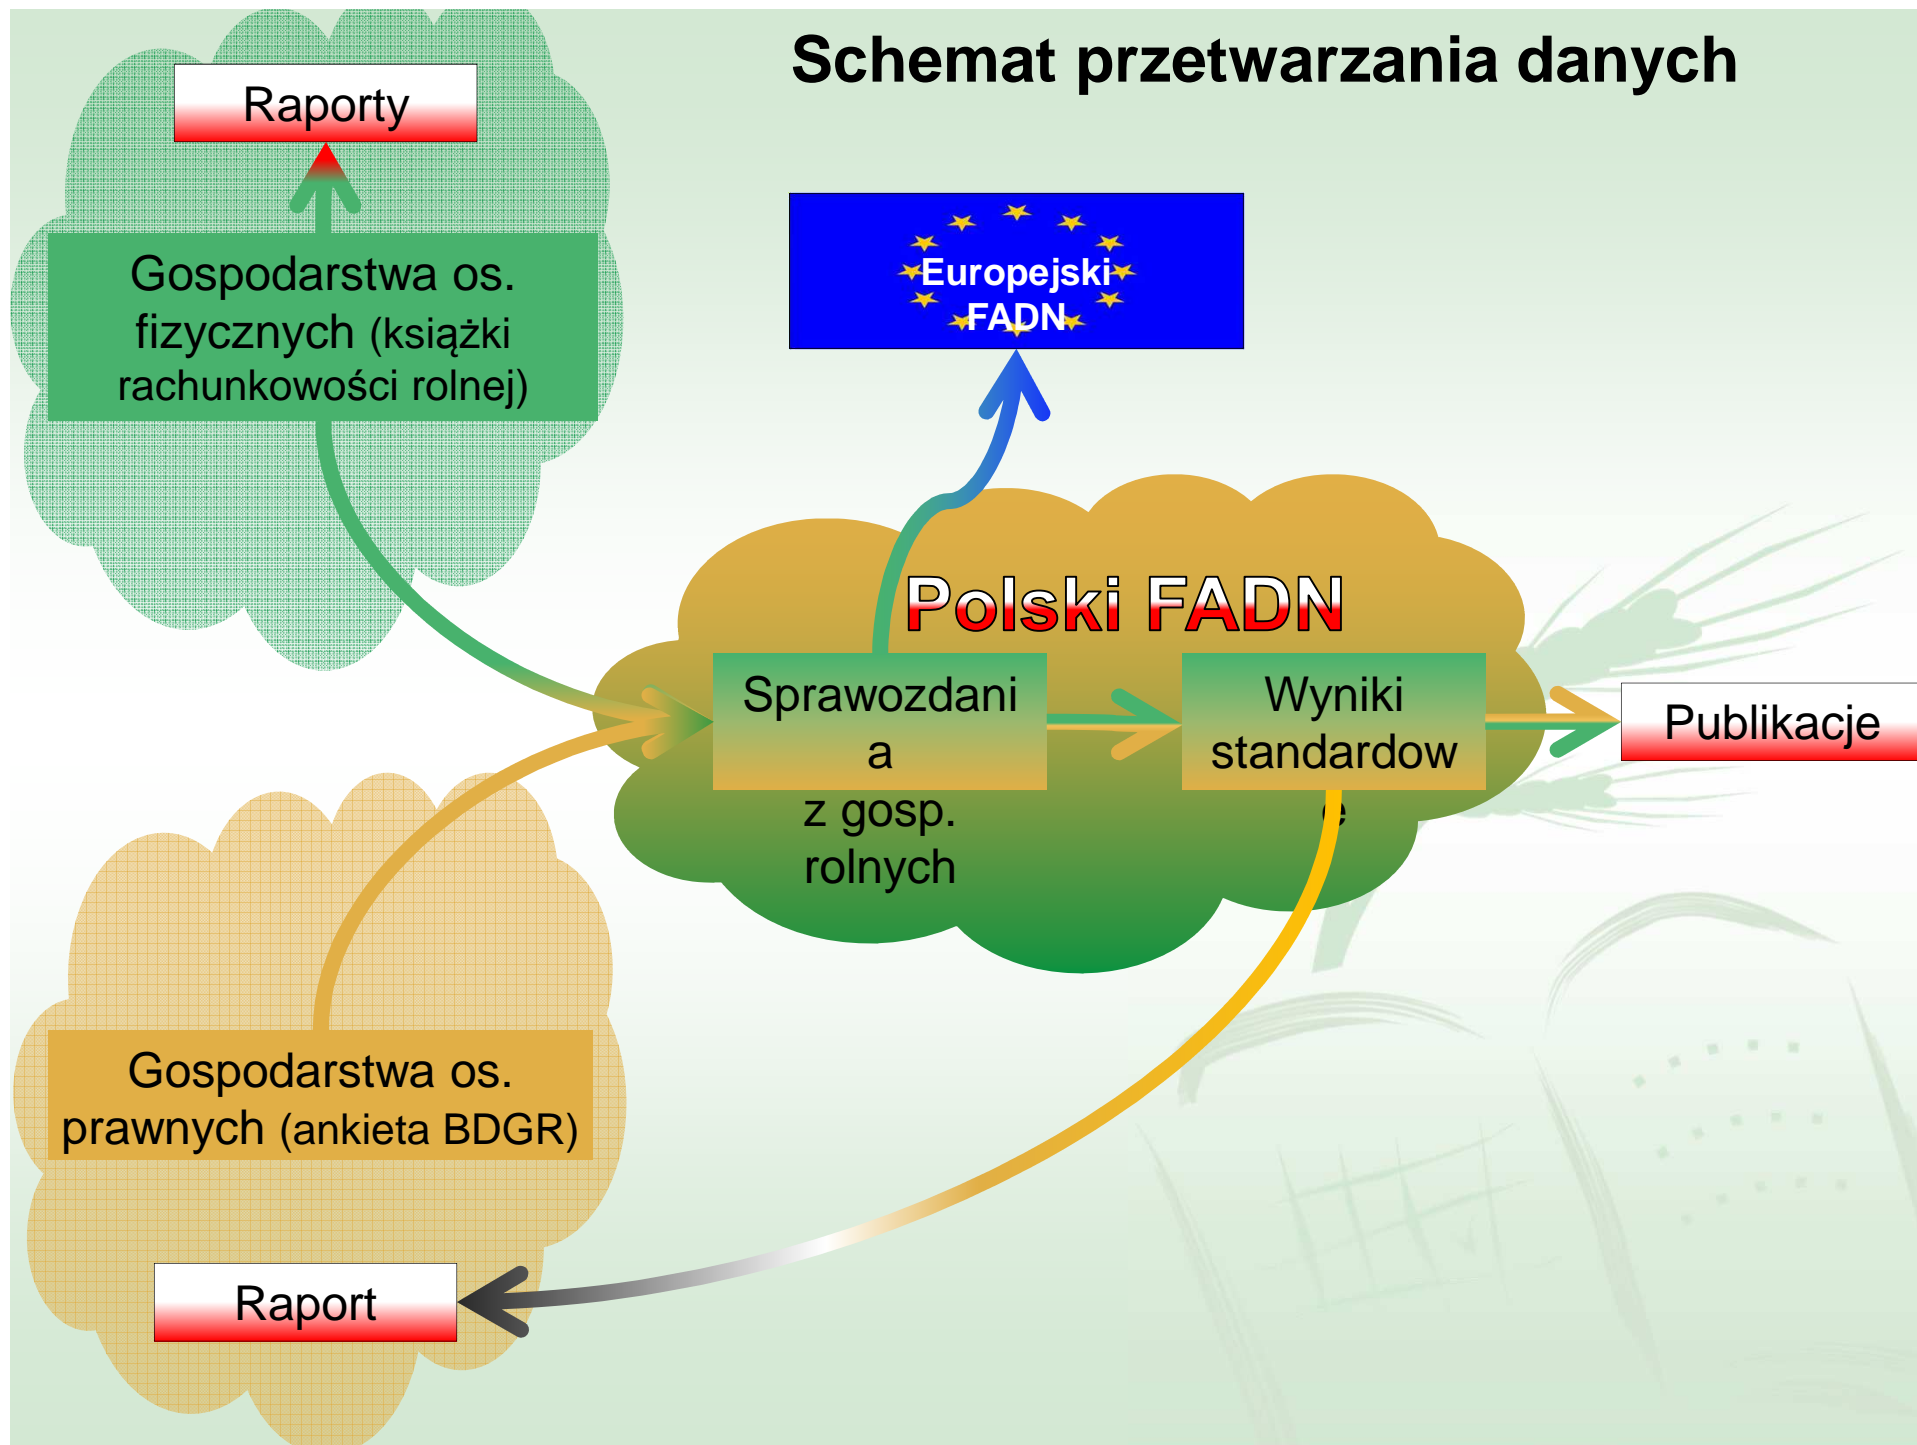 Schemat przetwarzania danych
Raporty
Gospodarstwa os.
fizycznych (książki
rachunkowości rolnej)
Europejski
FADN
Polski FADN
Sprawozdani
a
z gosp.
rolnych
Wyniki
standardow
e
Publikacje
Gospodarstwa os.
prawnych (ankieta BDGR)
Raport